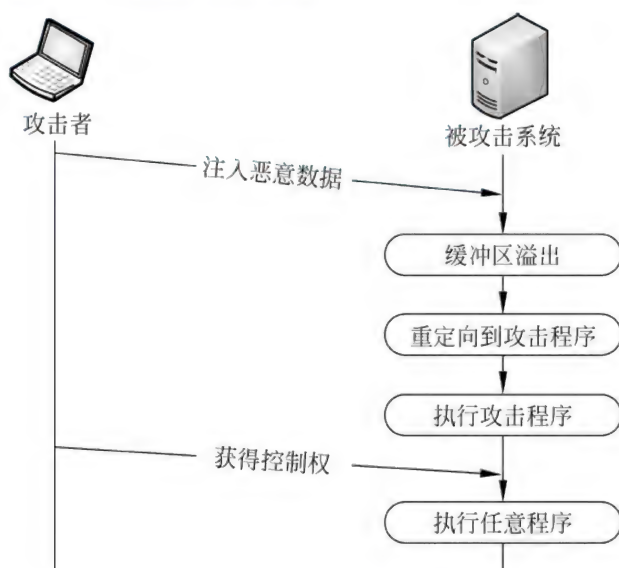 攻击者
被攻击系统
注入恶意数据
缓冲区溢出
重定向到攻击程序
执行攻击程序
获得控制权
执行任意程序